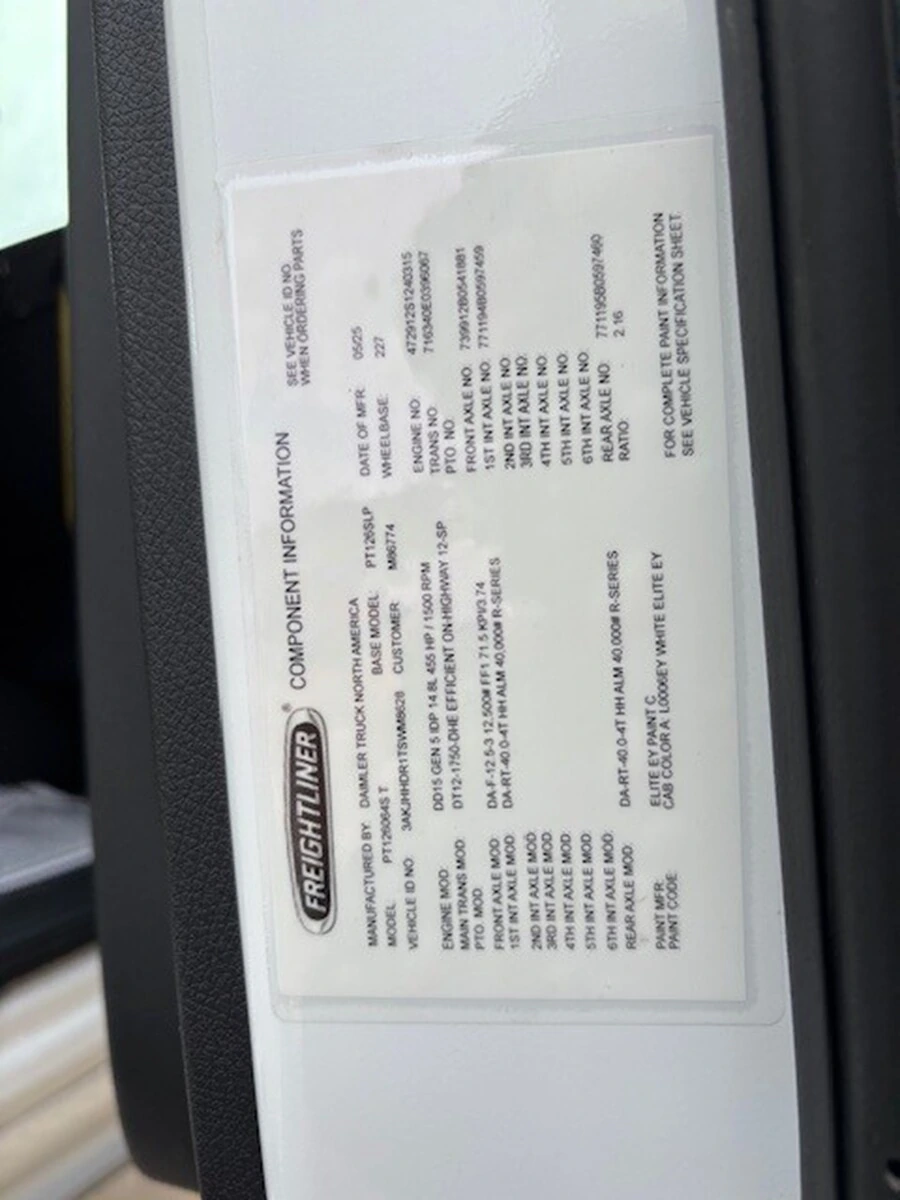 FREIGHTLINER® COMPONENT INFORMATION
SEE VEHICLE ID NO.
WHEN ORDERING PARTS
MANUFACTURED BY: DAIMLER TRUCK NORTH AMERICA DATE OF MFR: 05/25
MODEL PT126064S T BASE MODEL: PT126SLP WHEELBASE: 227
VEHICLE ID NO: 3AKJHHDR1TSWM8628 CUSTOMER: M86774
ENGINE MOD: DD15 GEN 5 IDP 14.8L 455 HP / 1500 RPM ENGINE NO: 472912S1240315
MAIN TRANS MOD: DT12-1750-DHE EFFICIENT ON-HIGHWAY 12-SP TRANS NO: 716340E0396067
PTO. MOD: PTO. NO:
FRONT AXLE MOD: DA-F-12.5-3 12,500# FF1 71.5 KPI/3.74 FRONT AXLE NO: 739912B0541881
1ST INT AXLE MOD: DA-RT-40.0-4T HH ALM 40,000# R-SERIES 1ST INT AXLE NO: 771194B0597459
2ND INT AXLE MOD: 2ND INT AXLE NO:
3RD INT AXLE MOD: 3RD INT AXLE NO:
4TH INT AXLE MOD: 4TH INT AXLE NO:
5TH INT AXLE MOD: 5TH INT AXLE NO:
6TH INT AXLE MOD: 6TH INT AXLE NO:
REAR AXLE MOD: DA-RT-40.0-4T HH ALM 40,000# R-SERIES REAR AXLE NO: 771195B0597460
RATIO: 2.16
PAINT MFR: ELITE EY PAINT C
PAINT CODE: CAB COLOR A: L0006EY WHITE ELITE EY
FOR COMPLETE PAINT INFORMATION
SEE VEHICLE SPECIFICATION SHEET.